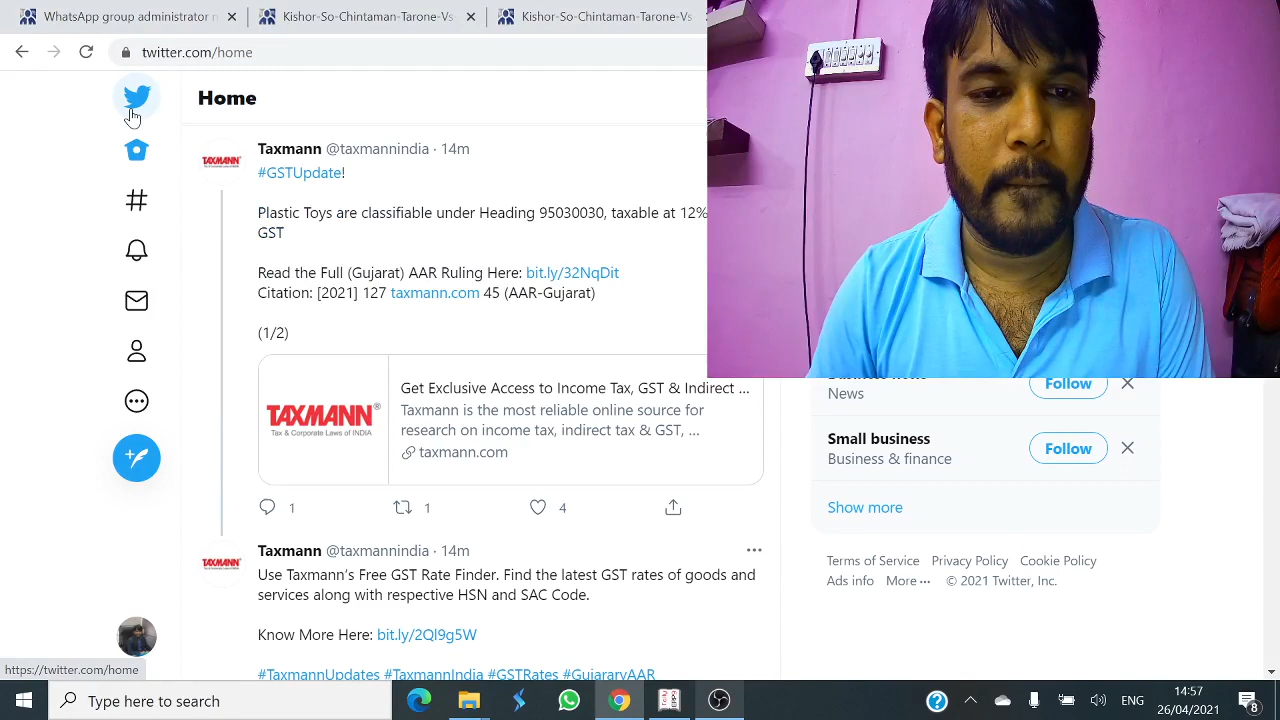 WhatsApp group administrator n
Kishor-So-Chintaman-Tarone-Vs
Kishor-So-Chintaman-Tarone-Vs
twitter.com/home
Home
Taxmann @taxmannindia · 14m
#GSTUpdate!
Plastic Toys are classifiable under Heading 95030030, taxable at 12%
GST
Read the Full (Gujarat) AAR Ruling Here: bit.ly/32NqDit
Citation: [2021] 127 taxmann.com 45 (AAR-Gujarat)
(1/2)
TAXMANN®
Tax & Corporate Laws of INDIA
Get Exclusive Access to Income Tax, GST & Indirect ...
Taxmann is the most reliable online source for
research on income tax, indirect tax & GST, ...
taxmann.com
1 1 4
Taxmann @taxmannindia · 14m
Use Taxmann's Free GST Rate Finder. Find the latest GST rates of goods and
services along with respective HSN and SAC Code.
Know More Here: bit.ly/2Ql9g5W
#TaxmannUpdates #TaxmannIndia #GSTRates #GujararyAAR
News
Follow
Small business
Business & finance
Follow
Show more
Terms of Service Privacy Policy Cookie Policy
Ads info More ··· © 2021 Twitter, Inc.
https://twitter.com/home
Type here to search
ENG
14:57
26/04/2021
8